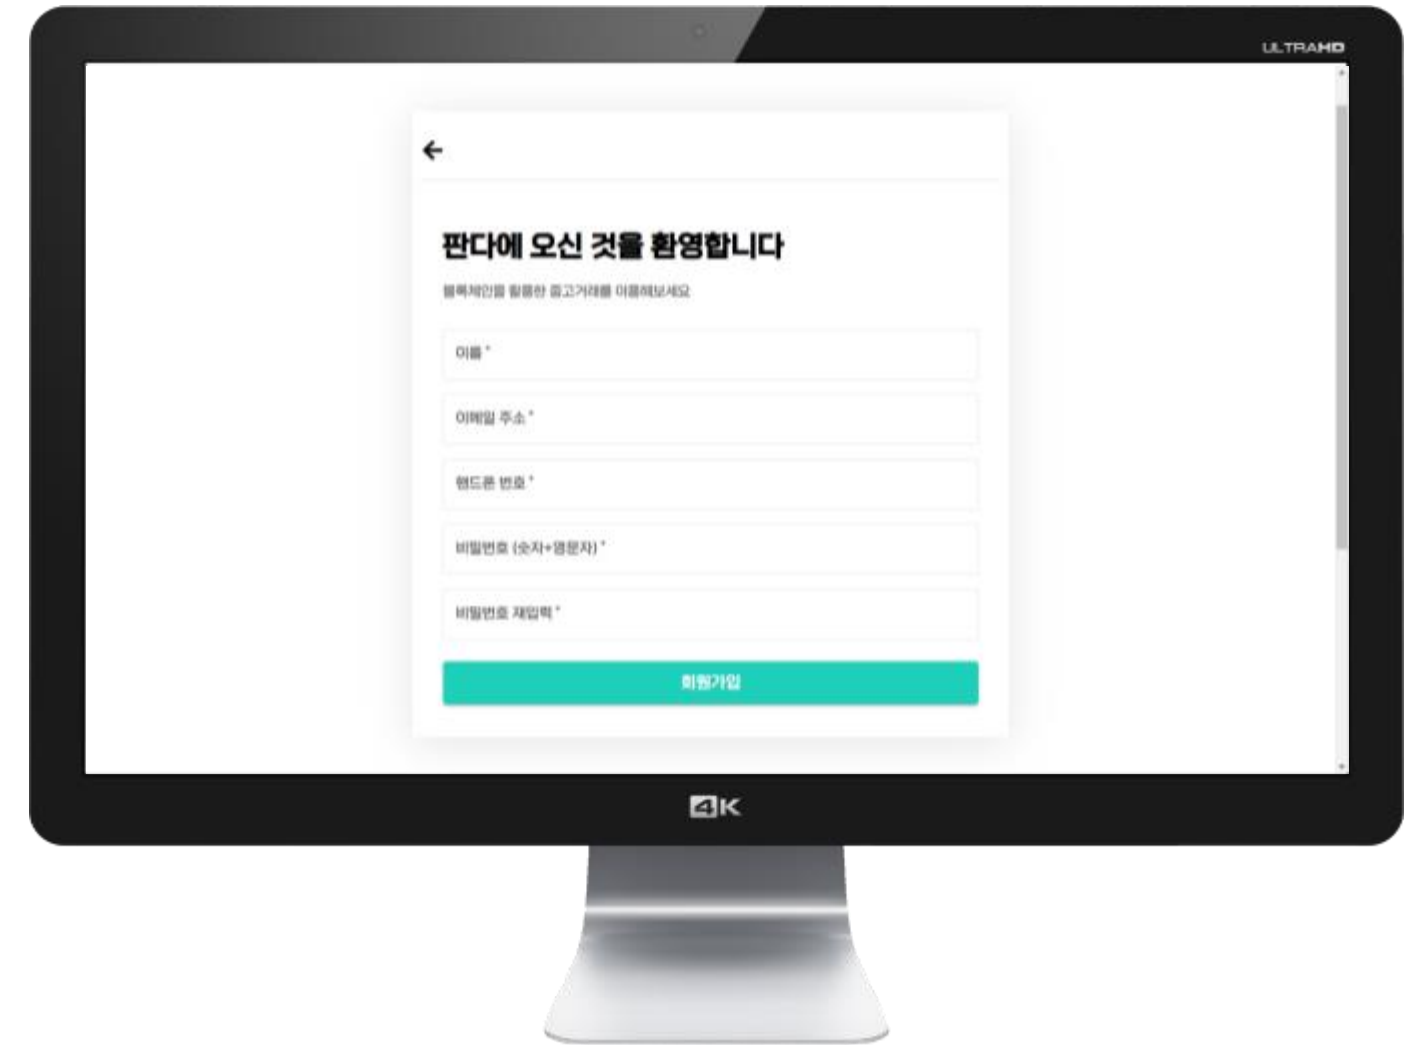 ULTRAHD
판다에 오신 것을 환영합니다
블록체인을 활용한 중고거래를 이용해보세요
이름 *
이메일 주소 *
핸드폰 번호 *
비밀번호 (숫자+영문자) *
비밀번호 재입력 *
회원가입
4K